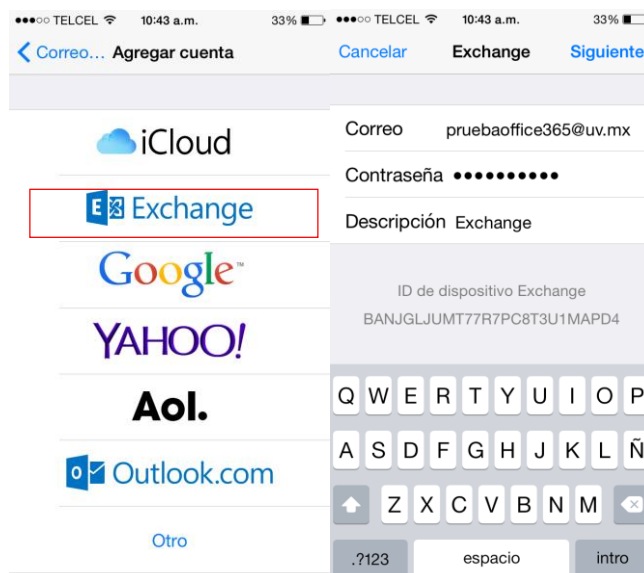 TELCEL 10:43 a.m. 33%
Correo... Agregar cuenta
iCloud
Exchange
Google™
YAHOO!
Aol.
Outlook.com
Otro
TELCEL 10:43 a.m. 33%
Cancelar Exchange Siguiente
Correo pruebaoffice365@uv.mx
Contraseña ••••••••••
Descripción Exchange
ID de dispositivo Exchange
BANJGLJUMT77R7PC8T3U1MAPD4
Q W E R T Y U I O P
A S D F G H J K L Ñ
Z X C V B N M
.?123 espacio intro